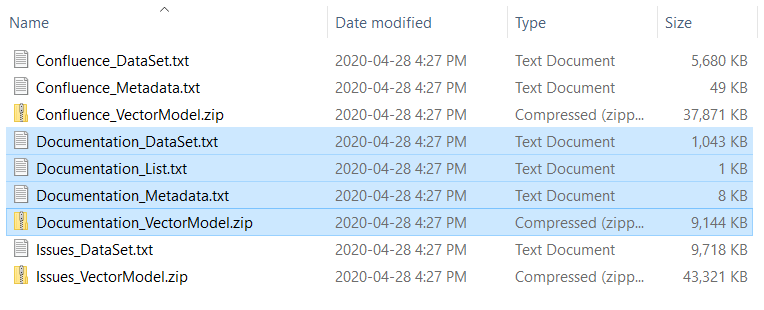 Name Date modified Type Size
Confluence_DataSet.txt 2020-04-28 4:27 PM Text Document 5,680 KB
Confluence_Metadata.txt 2020-04-28 4:27 PM Text Document 49 KB
Confluence_VectorModel.zip 2020-04-28 4:27 PM Compressed (zipp... 37,871 KB
Documentation_DataSet.txt 2020-04-28 4:27 PM Text Document 1,043 KB
Documentation_List.txt 2020-04-28 4:27 PM Text Document 1 KB
Documentation_Metadata.txt 2020-04-28 4:27 PM Text Document 8 KB
Documentation_VectorModel.zip 2020-04-28 4:27 PM Compressed (zipp... 9,144 KB
Issues_DataSet.txt 2020-04-28 4:27 PM Text Document 9,718 KB
Issues_VectorModel.zip 2020-04-28 4:27 PM Compressed (zipp... 43,321 KB